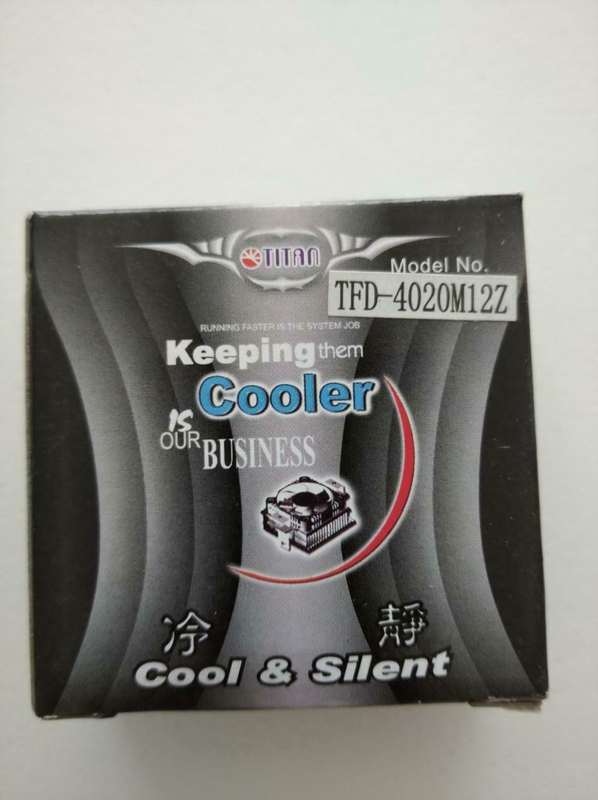 TITAN
Model No.
TFD-4020M12Z
RUNNING FASTER IN THE SYSTEM JOB
Keeping them
Cooler
IS
OUR BUSINESS
冷 靜
Cool & Silent